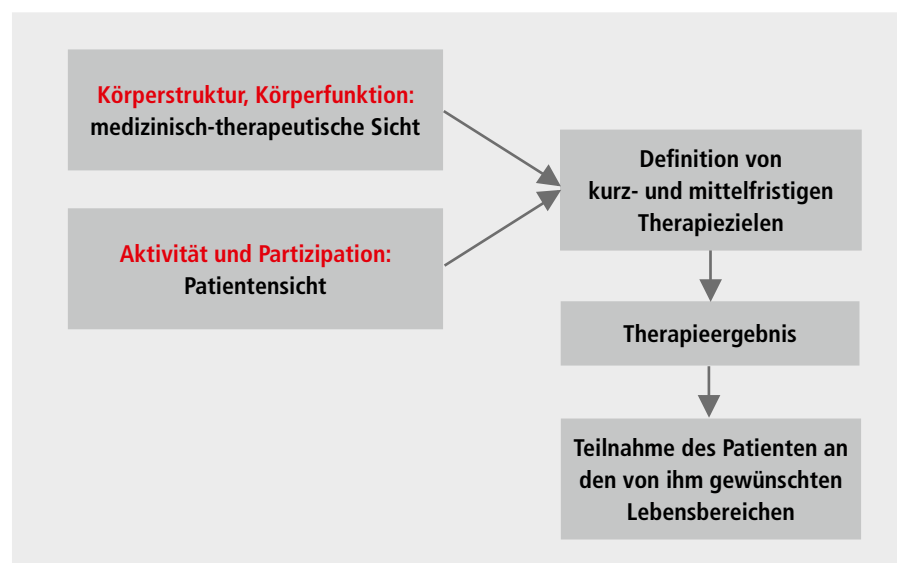 Körperstruktur, Körperfunktion:
medizinisch-therapeutische Sicht
Aktivität und Partizipation:
Patientensicht
Definition von
kurz- und mittelfristigen
Therapiezielen
Therapieergebnis
Teilnahme des Patienten an
den von ihm gewünschten
Lebensbereichen